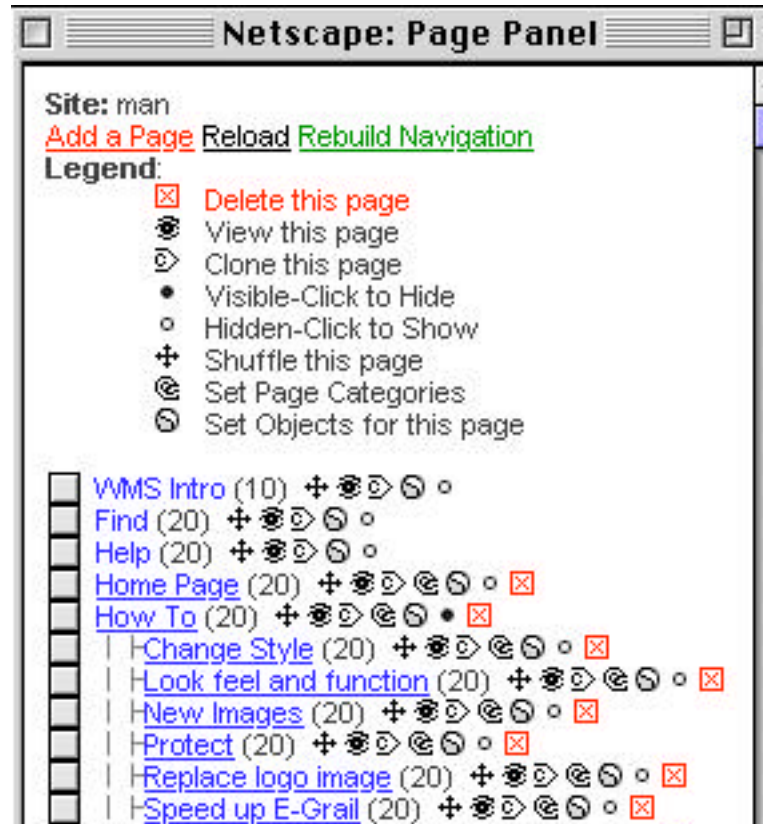 Netscape: Page Panel
Site: man
Add a Page Reload Rebuild Navigation
Legend:
Delete this page
View this page
Clone this page
Visible-Click to Hide
Hidden-Click to Show
Shuffle this page
Set Page Categories
Set Objects for this page
WMS Intro (10)
Find (20)
Help (20)
Home Page (20)
How To (20)
Change Style (20)
Look feel and function (20)
New Images (20)
Protect (20)
Replace logo image (20)
Speed up E-Grail (20)